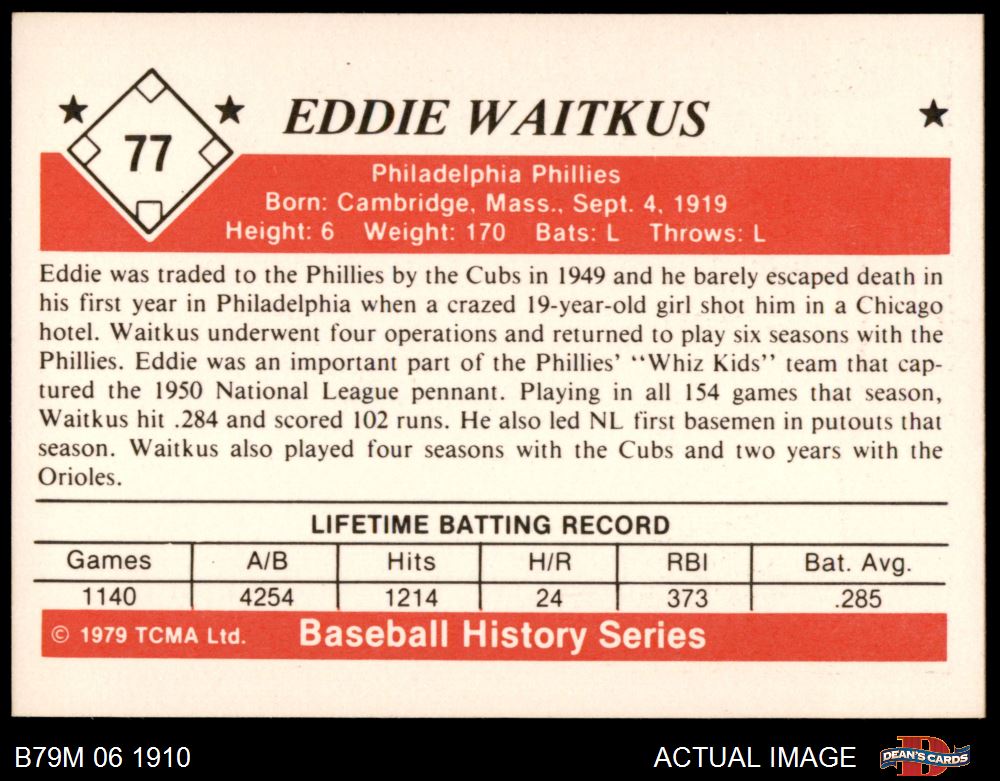 77
EDDIE WAITKUS
Philadelphia Phillies
Born: Cambridge, Mass., Sept. 4, 1919
Height: 6 Weight: 170 Bats: L Throws: L
Eddie was traded to the Phillies by the Cubs in 1949 and he barely escaped death in
his first year in Philadelphia when a crazed 19-year-old girl shot him in a Chicago
hotel. Waitkus underwent four operations and returned to play six seasons with the
Phillies. Eddie was an important part of the Phillies' "Whiz Kids" team that cap-
tured the 1950 National League pennant. Playing in all 154 games that season,
Waitkus hit .284 and scored 102 runs. He also led NL first basemen in putouts that
season. Waitkus also played four seasons with the Cubs and two years with the
Orioles.
LIFETIME BATTING RECORD
Games A/B Hits H/R RBI Bat. Avg.
1140 4254 1214 24 373 .285
© 1979 TCMA Ltd. Baseball History Series
B79M 06 1910 ACTUAL IMAGE DEAN'S CARDS